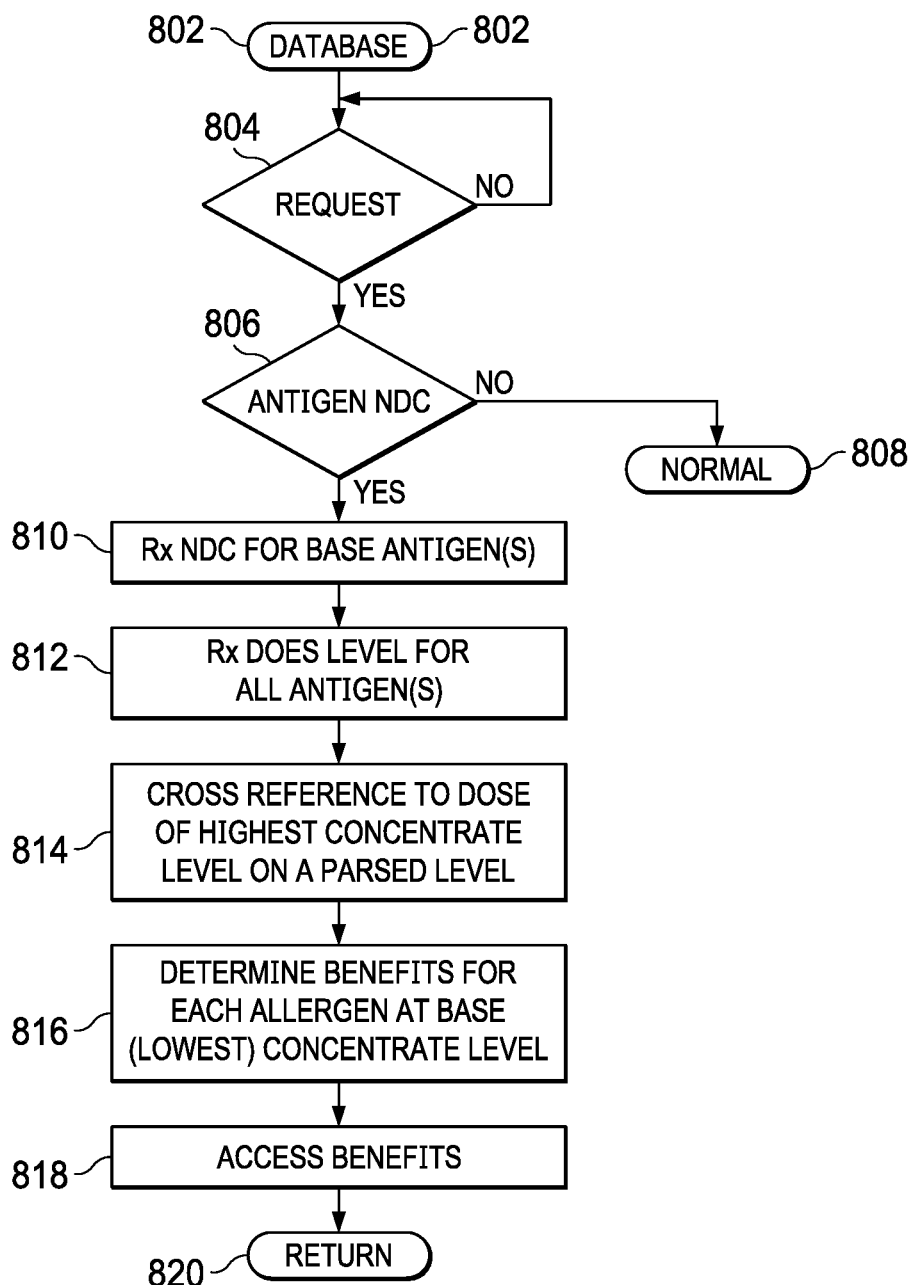 802 DATABASE 802
804
REQUEST
NO
YES
806
ANTIGEN NDC
NO
NORMAL 808
YES
810 Rx NDC FOR BASE ANTIGEN(S)
812
Rx DOES LEVEL FOR
ALL ANTIGEN(S)
814
CROSS REFERENCE TO DOSE
OF HIGHEST CONCENTRATE
LEVEL ON A PARSED LEVEL
816
DETERMINE BENEFITS FOR
EACH ALLERGEN AT BASE
(LOWEST) CONCENTRATE LEVEL
818 ACCESS BENEFITS
820 RETURN